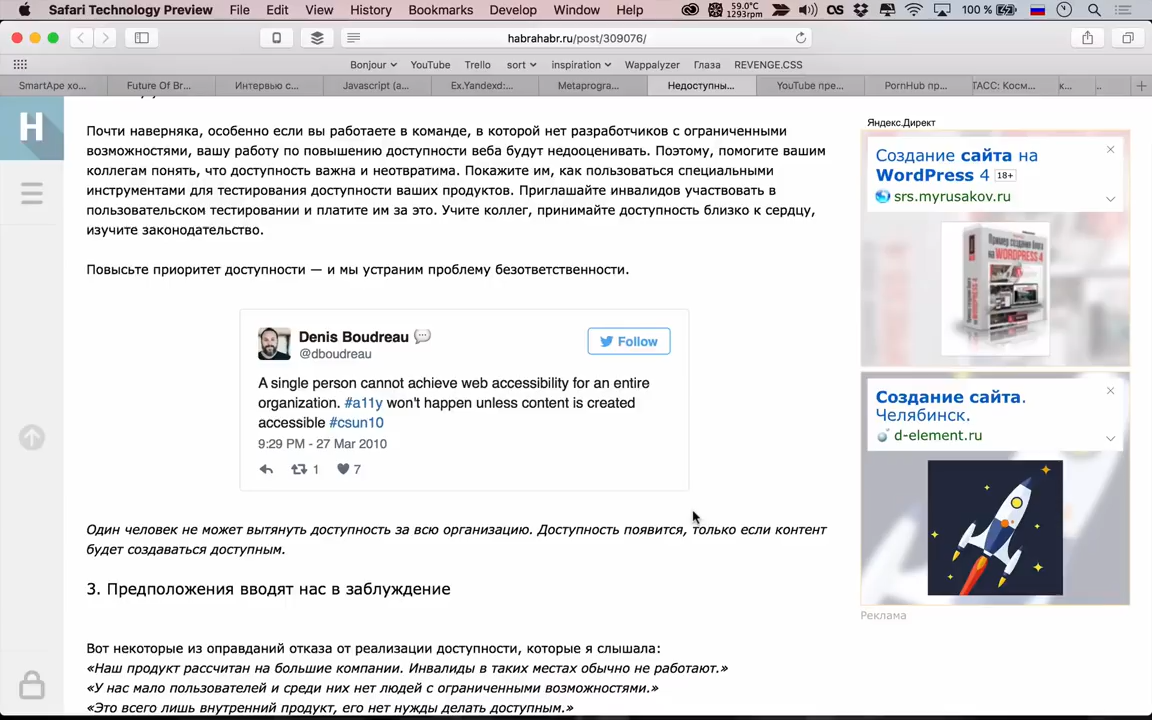 Safari Technology Preview File Edit View History Bookmarks Develop Window Help 59.0°C 1293rpm 100 %
habrahabr.ru/post/309076/
Bonjour YouTube Trello sort inspiration Wappalyzer Глаза REVENGE.CSS
SmartApe хо... Future Of Br... Интервью с... Javascript (a... Ex.Yandexd:... Metaprogra... Недоступны... YouTube пре... PornHub пр... ТАСС: Косм... к... ..
H
Почти наверняка, особенно если вы работаете в команде, в которой нет разработчиков с ограниченными
возможностями, вашу работу по повышению доступности веба будут недооценивать. Поэтому, помогите вашим
коллегам понять, что доступность важна и неотвратима. Покажите им, как пользоваться специальными
инструментами для тестирования доступности ваших продуктов. Приглашайте инвалидов участвовать в
пользовательском тестировании и платите им за это. Учите коллег, принимайте доступность близко к сердцу,
изучите законодательство.
Повысьте приоритет доступности — и мы устраним проблему безответственности.
Denis Boudreau
@dboudreau
Follow
A single person cannot achieve web accessibility for an entire
organization. #a11y won't happen unless content is created
accessible #csun10
9:29 PM - 27 Mar 2010
1 7
Один человек не может вытянуть доступность за всю организацию. Доступность появится, только если контент
будет создаваться доступным.
3. Предположения вводят нас в заблуждение
Вот некоторые из оправданий отказа от реализации доступности, которые я слышала:
«Наш продукт рассчитан на большие компании. Инвалиды в таких местах обычно не работают.»
«У нас мало пользователей и среди них нет людей с ограниченными возможностями.»
«Это всего лишь внутренний продукт, его нет нужды делать доступным.»
Яндекс.Директ
Создание сайта на
WordPress 4 18+
srs.myrusakov.ru
Создание сайта.
Челябинск.
d-element.ru
Реклама